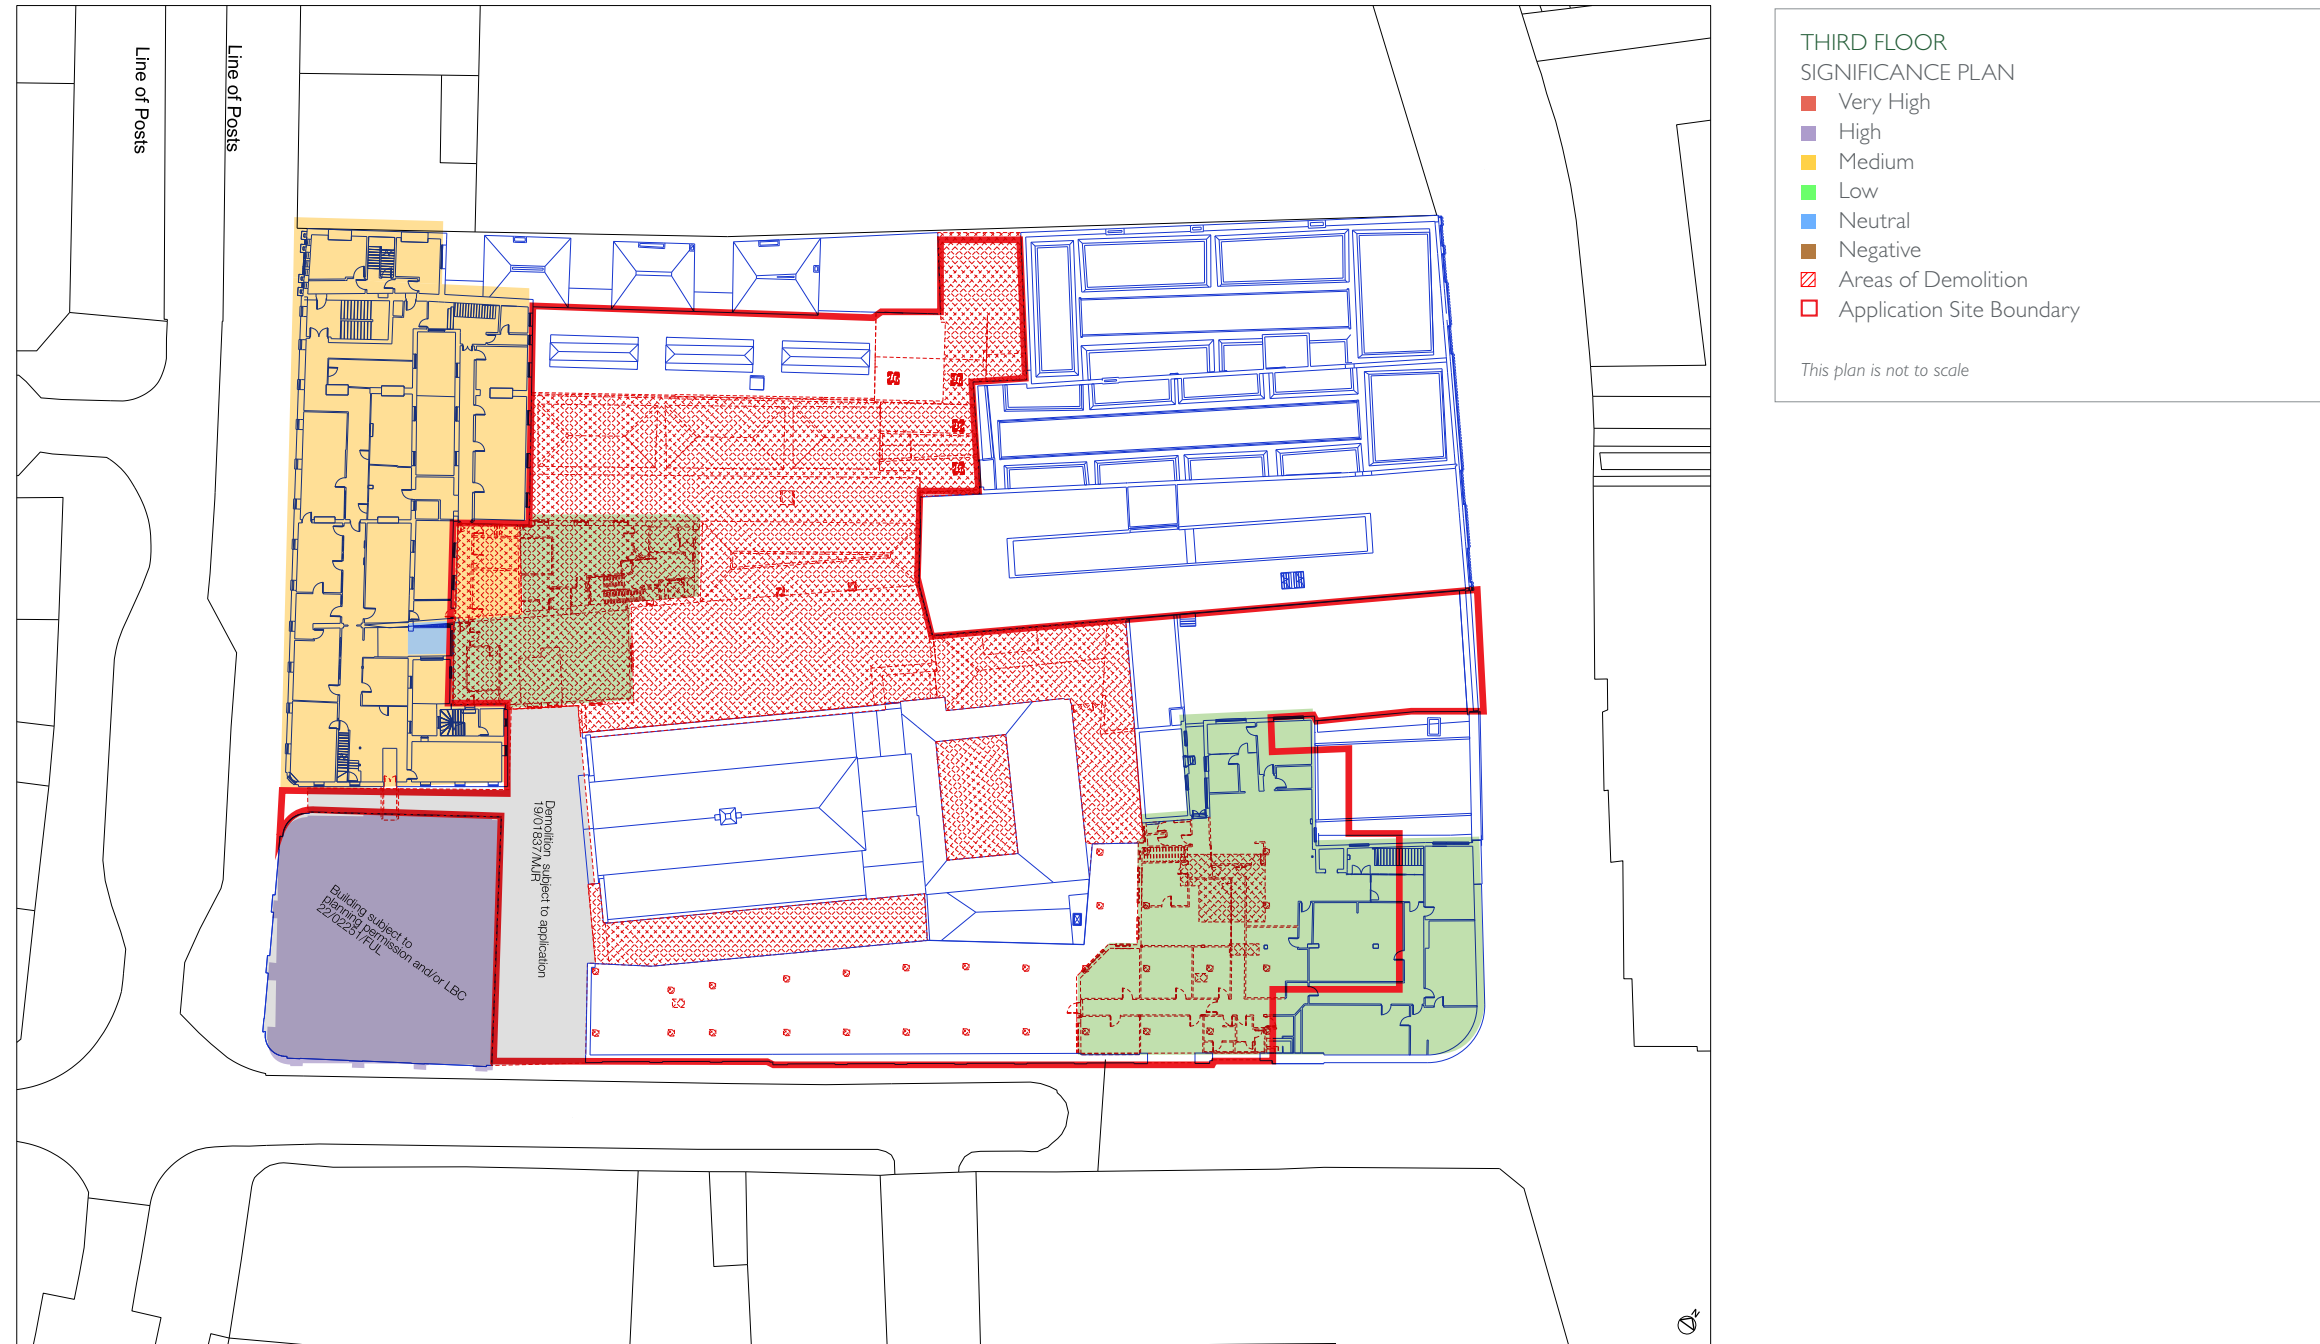 Line of Posts
Line of Posts
THIRD FLOOR
SIGNIFICANCE PLAN
Very High
High
Medium
Low
Neutral
Negative
Areas of Demolition
Application Site Boundary
This plan is not to scale
Demolition subject to application
19/01837/MJR
Building subject to
planning permission and/or LBC
22/02251/FUL
N